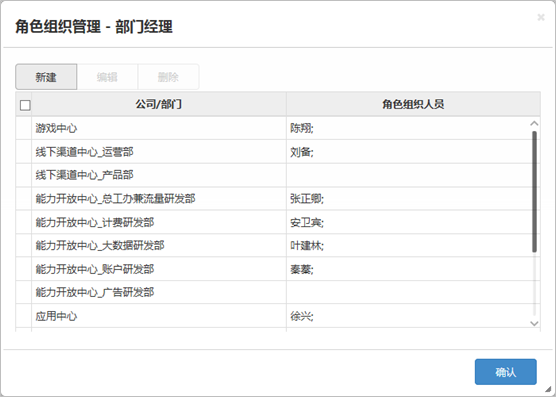 角色组织管理 - 部门经理
×
新建 编辑 删除
公司/部门 角色组织人员
游戏中心 陈翔;
线下渠道中心_运营部 刘备;
线下渠道中心_产品部
能力开放中心_总工办兼流量研发部 张正卿;
能力开放中心_计费研发部 安卫宾;
能力开放中心_大数据研发部 叶建林;
能力开放中心_账户研发部 秦蓁;
能力开放中心_广告研发部
应用中心 徐兴;
确认